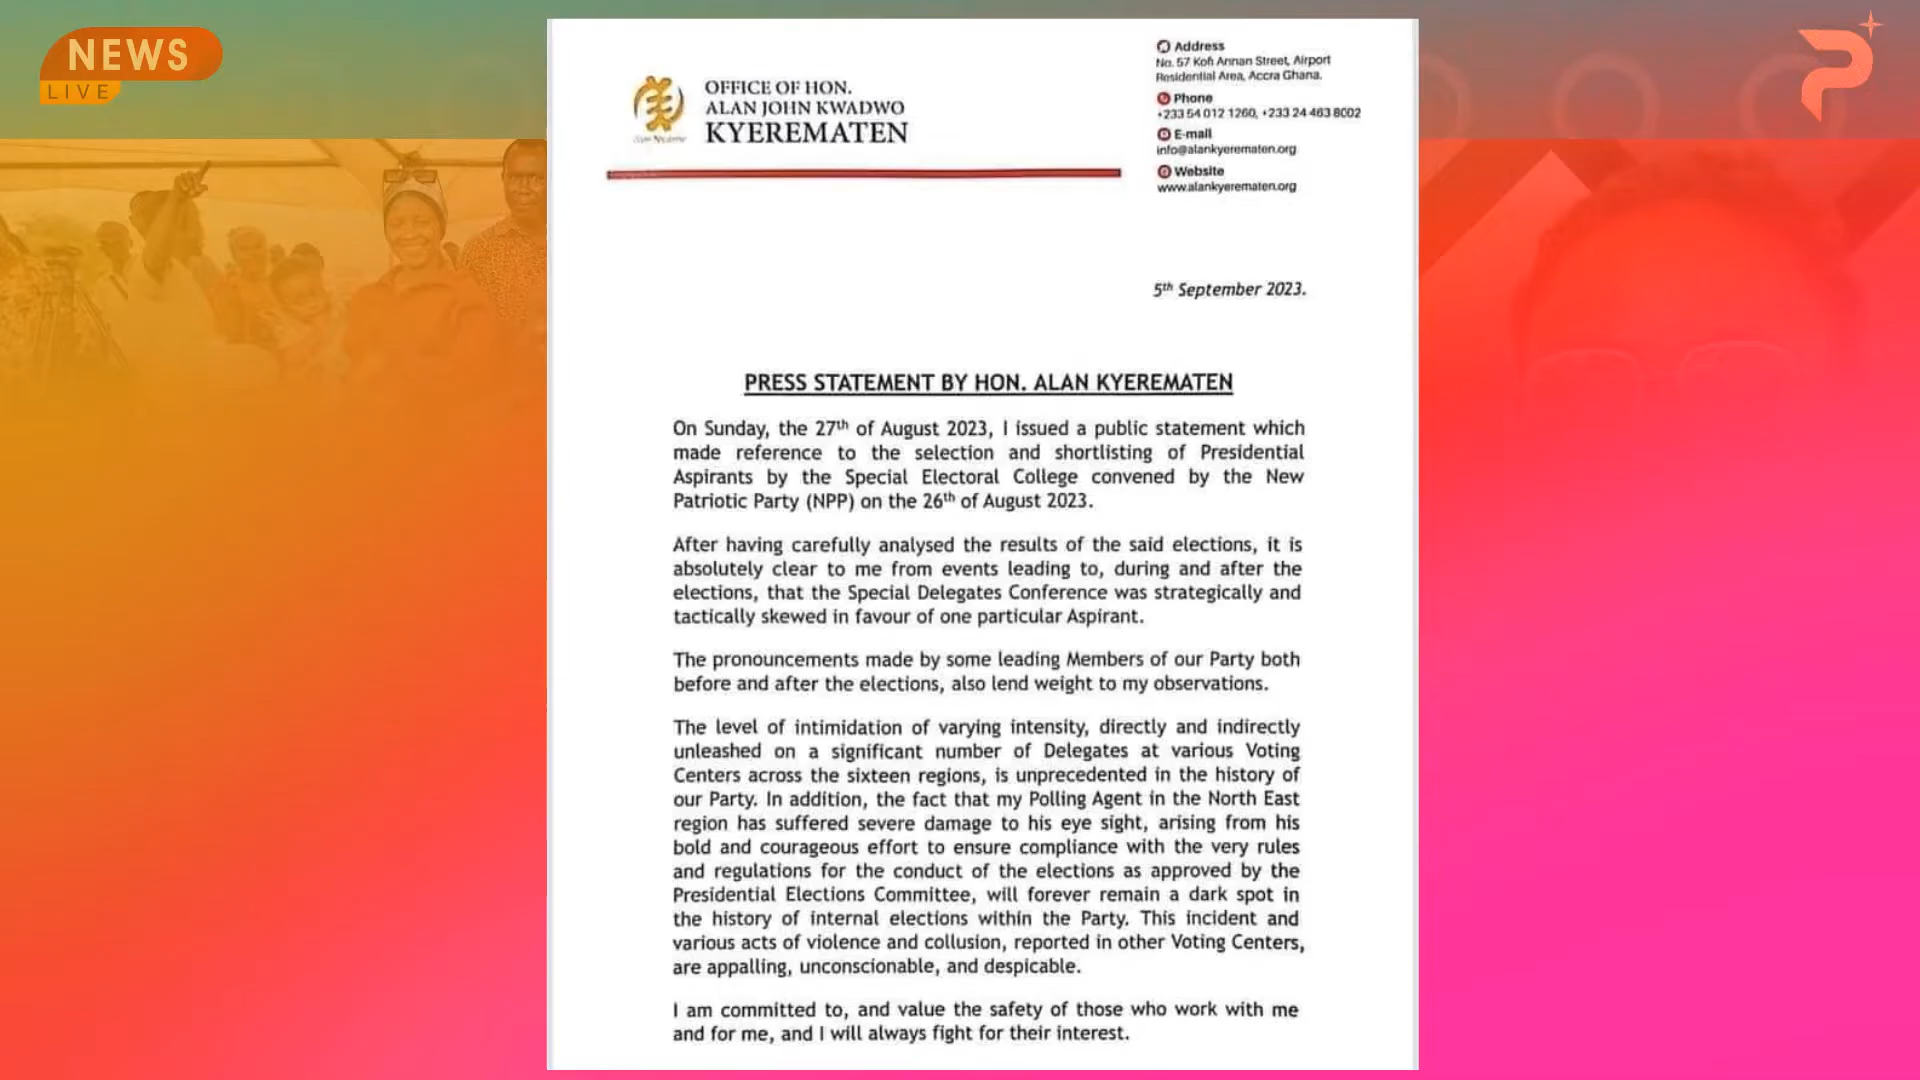 NEWS
LIVE
OFFICE OF HON.
ALAN JOHN KWADWO
KYEREMATEN
Address
No. 57 Kofi Annan Street, Airport
Residential Area, Accra Ghana.
Phone
+233 54 012 1260, +233 24 463 8002
E-mail
info@alankyerematen.org
Website
www.alankyerematen.org
5th September 2023.
PRESS STATEMENT BY HON. ALAN KYEREMATEN
On Sunday, the 27th of August 2023, I issued a public statement which
made reference to the selection and shortlisting of Presidential
Aspirants by the Special Electoral College convened by the New
Patriotic Party (NPP) on the 26th of August 2023.
After having carefully analysed the results of the said elections, it is
absolutely clear to me from events leading to, during and after the
elections, that the Special Delegates Conference was strategically and
tactically skewed in favour of one particular Aspirant.
The pronouncements made by some leading Members of our Party both
before and after the elections, also lend weight to my observations.
The level of intimidation of varying intensity, directly and indirectly
unleashed on a significant number of Delegates at various Voting
Centers across the sixteen regions, is unprecedented in the history of
our Party. In addition, the fact that my Polling Agent in the North East
region has suffered severe damage to his eye sight, arising from his
bold and courageous effort to ensure compliance with the very rules
and regulations for the conduct of the elections as approved by the
Presidential Elections Committee, will forever remain a dark spot in
the history of internal elections within the Party. This incident and
various acts of violence and collusion, reported in other Voting Centers,
are appalling, unconscionable, and despicable.
I am committed to, and value the safety of those who work with me
and for me, and I will always fight for their interest.